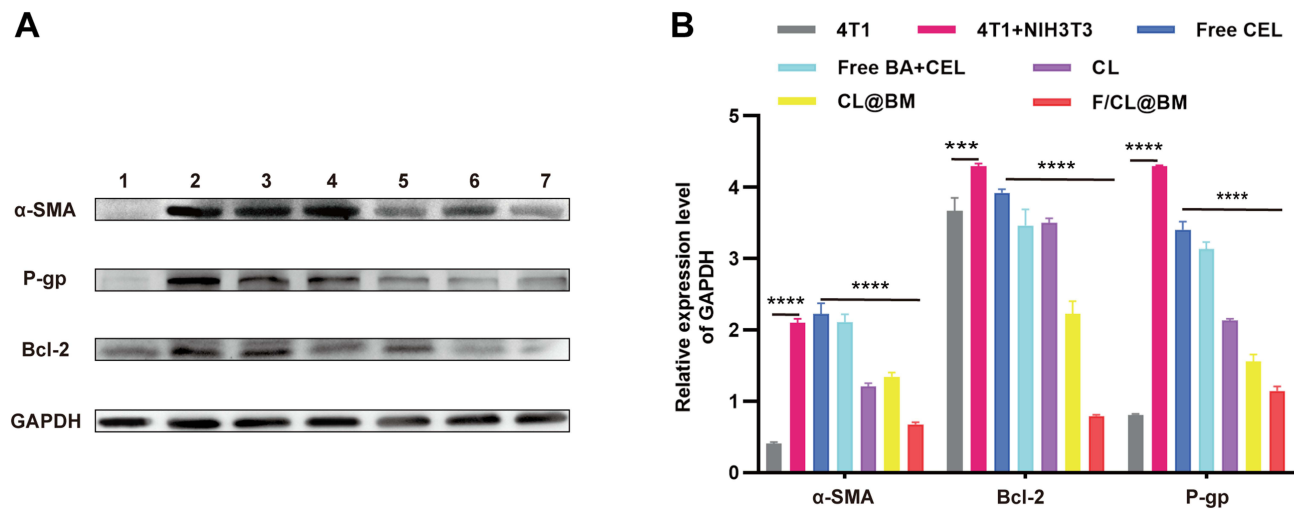 A
1 2 3 4 5 6 7
α-SMA
P-gp
Bcl-2
GAPDH
B
4T1 4T1+NIH3T3 Free CEL
Free BA+CEL CL
CL@BM F/CL@BM
Relative expression level
of GAPDH
5
4
3
2
1
0
**** ****
*** ****
**** ****
α-SMA Bcl-2 P-gp